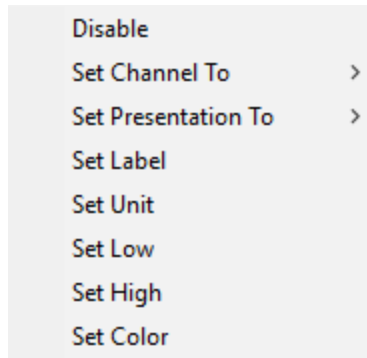 Disable
Set Channel To
Set Presentation To
Set Label
Set Unit
Set Low
Set High
Set Color